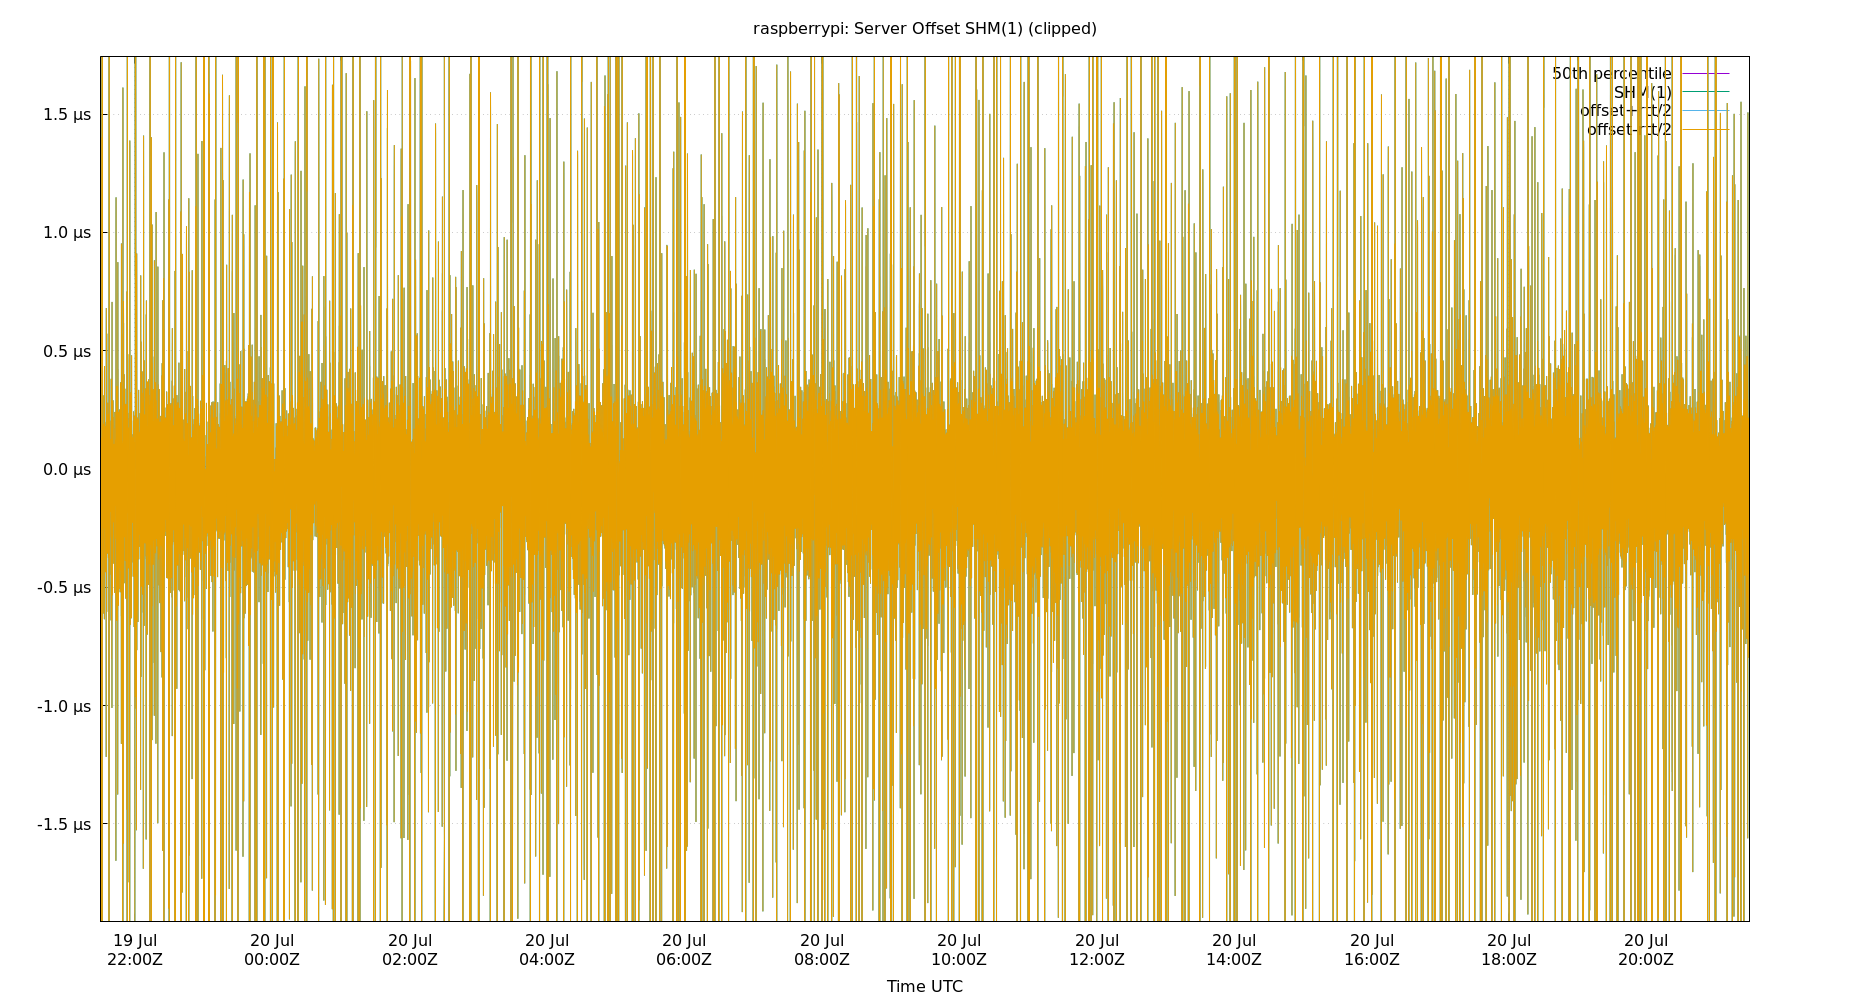 raspberrypi: Server Offset SHM(1) (clipped)
50th percentile
SHM(1)
offset+rtt/2
offset-rtt/2
1.5 µs
1.0 µs
0.5 µs
0.0 µs
-0.5 µs
-1.0 µs
-1.5 µs
19 Jul 20 Jul 20 Jul 20 Jul 20 Jul 20 Jul 20 Jul 20 Jul 20 Jul 20 Jul 20 Jul 20 Jul
22:00Z 00:00Z 02:00Z 04:00Z 06:00Z 08:00Z 10:00Z 12:00Z 14:00Z 16:00Z 18:00Z 20:00Z
Time UTC